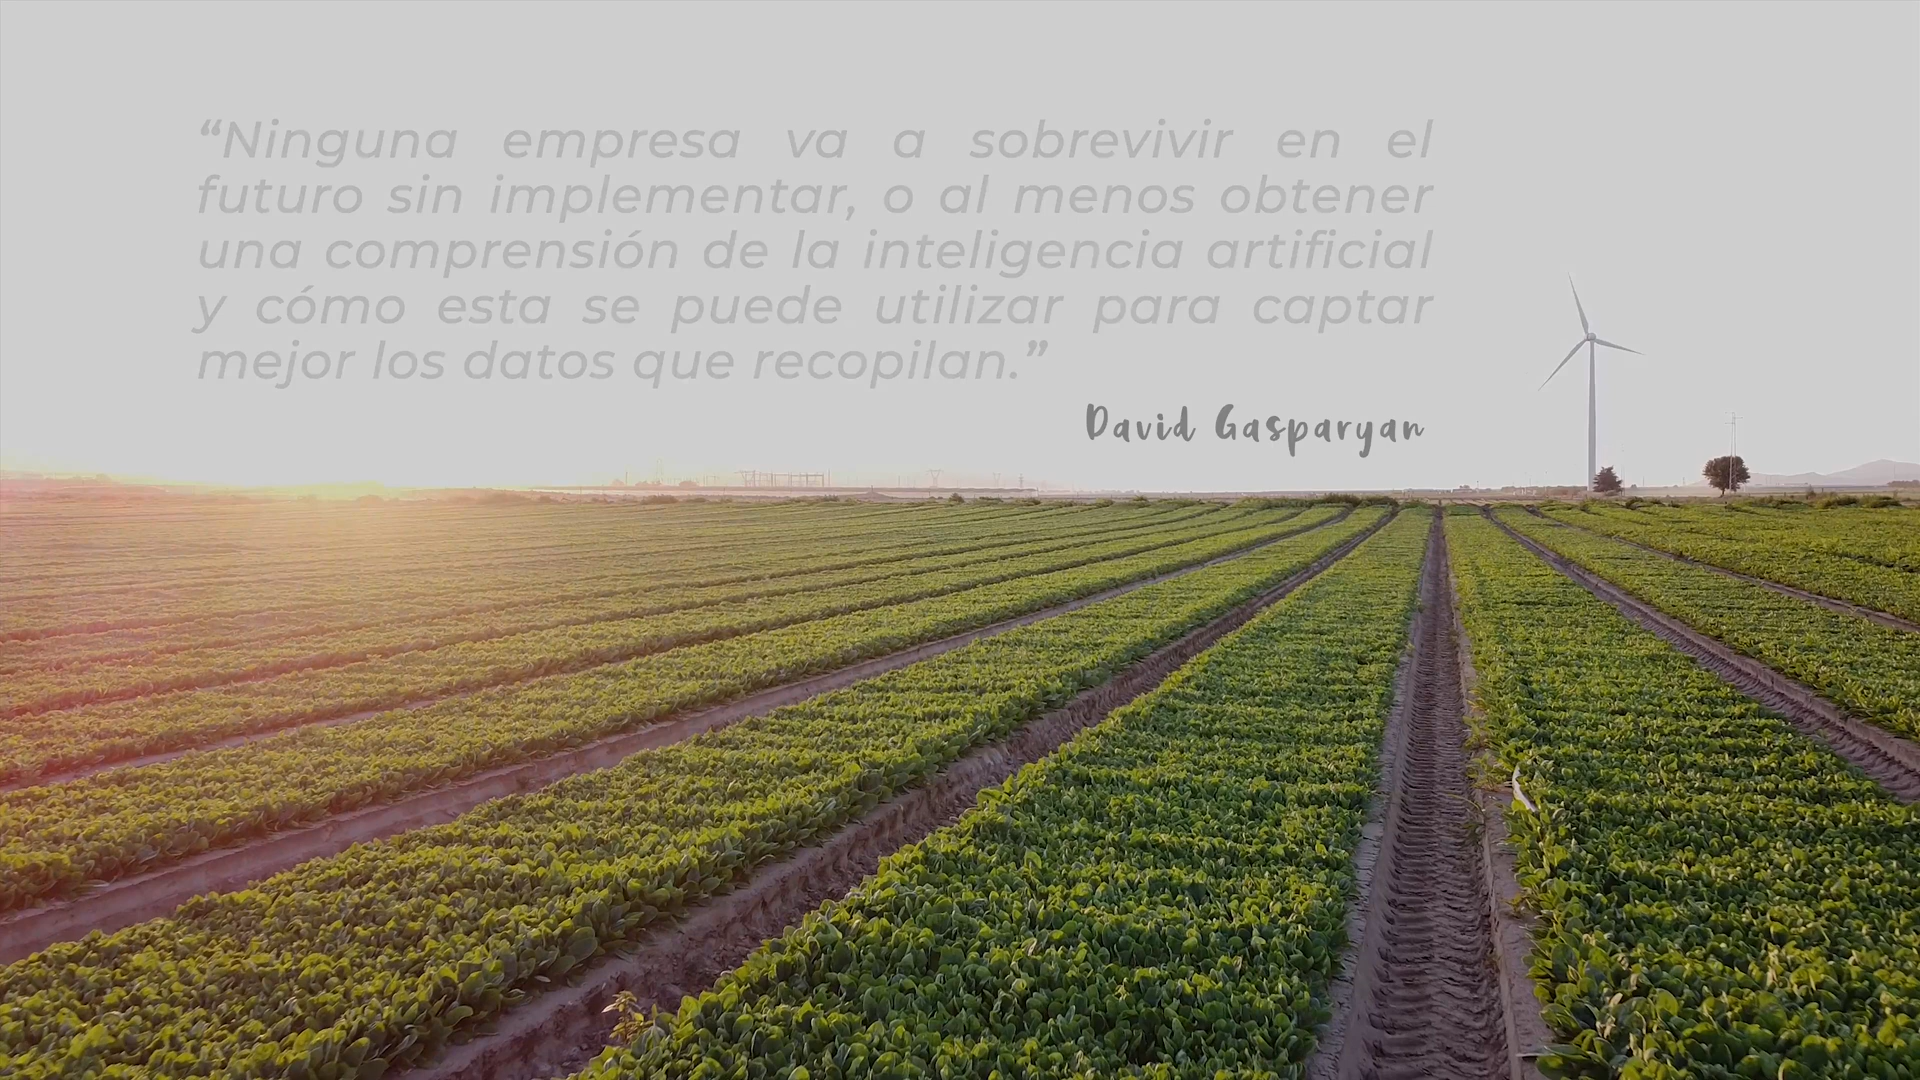 “Ninguna empresa va a sobrevivir en el
futuro sin implementar, o al menos obtener
una comprensión de la inteligencia artificial
y cómo esta se puede utilizar para captar
mejor los datos que recopilan.”
David Gasparyan